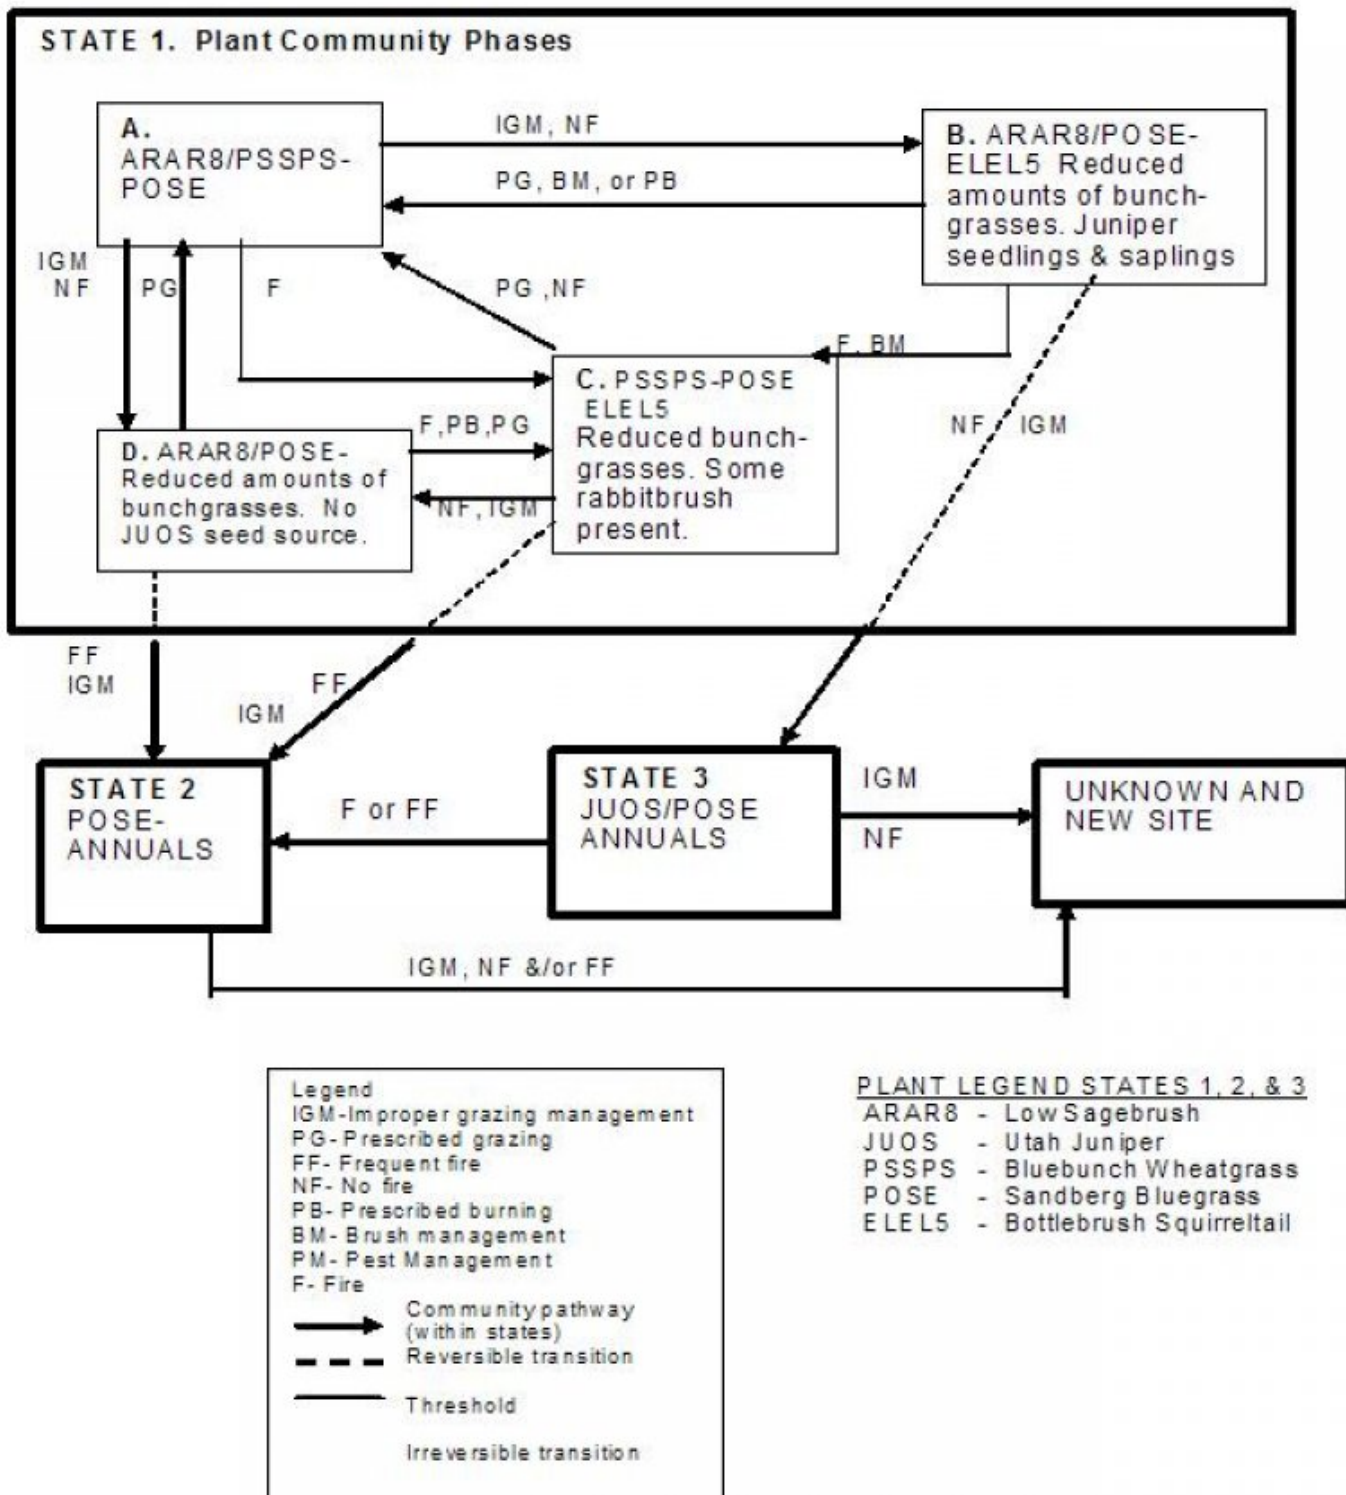 STATE 1. Plant Community Phases
A.
ARAR8/PSSPS-
POSE
IGM, NF
PG, BM, or PB
B. ARAR8/POSE-
ELEL5 Reduced
amounts of bunch-
grasses. Juniper
seedlings & saplings
IGM
NF
PG
F
PG ,NF
F, BM
C. PSSPS-POSE
ELEL5
Reduced bunch-
grasses. Some
rabbitbrush
present.
F,PB,PG
NF, IGM
NF
IGM
D. ARAR8/POSE-
Reduced amounts of
bunchgrasses. No
JUOS seed source.
FF
IGM
FF
IGM
STATE 2
POSE-
ANNUALS
F or FF
STATE 3
JUOS/POSE
ANNUALS
IGM
NF
UNKNOWN AND
NEW SITE
IGM, NF &/or FF
Legend
IGM-Improper grazing management
PG- Prescribed grazing
FF- Frequent fire
NF- No fire
PB- Prescribed burning
BM- Brush management
PM- Pest Management
F- Fire
Community pathway
(within states)
Reversible transition
Threshold
Irreversible transition
PLANT LEGEND STATES 1, 2, & 3
ARAR8 - Low Sagebrush
JUOS - Utah Juniper
PSSPS - Bluebunch Wheatgrass
POSE - Sandberg Bluegrass
ELEL5 - Bottlebrush Squirreltail